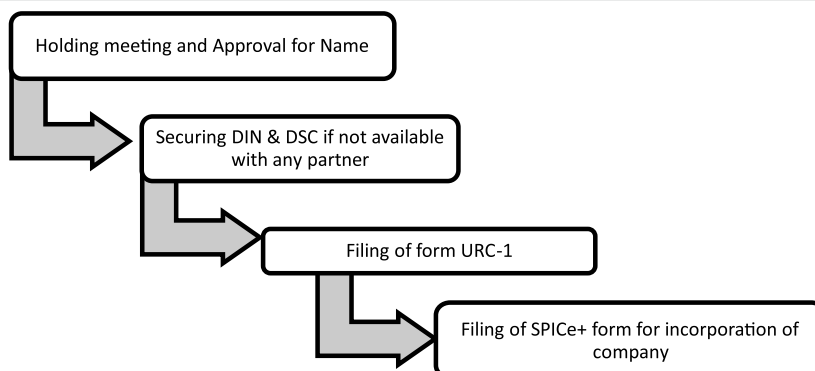 Holding meeting and Approval for Name
Securing DIN & DSC if not available
with any partner
Filing of form URC-1
Filing of SPICe+ form for incorporation of
company